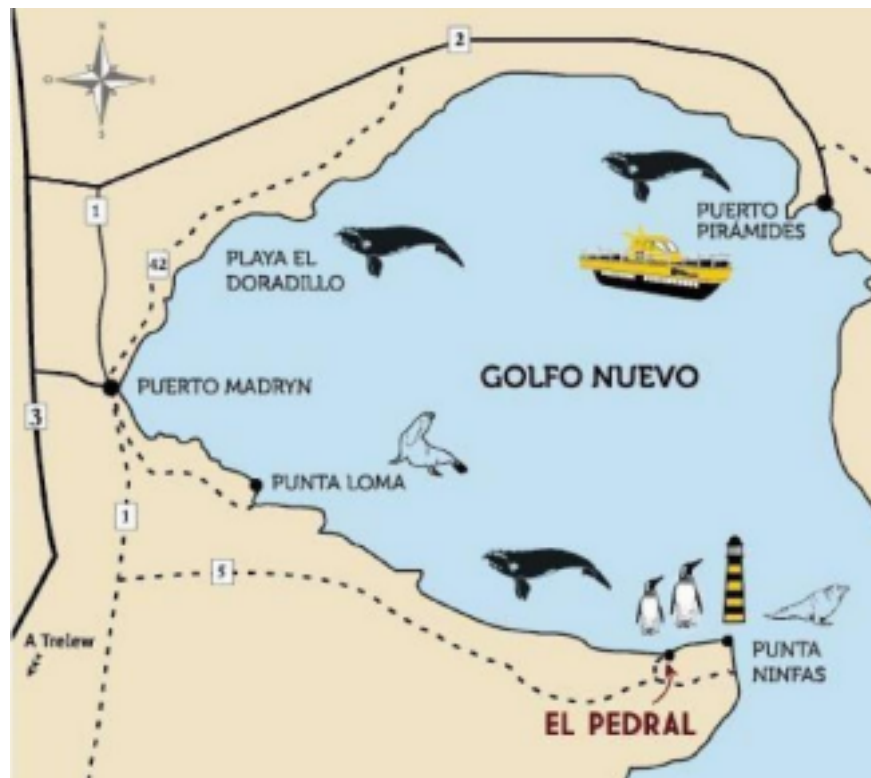 N
O
E
S
2
1
42
3
PUERTO
PIRÁMIDES
PLAYA EL
DORADILLO
GOLFO NUEVO
PUERTO MADRYN
PUNTA LOMA
1
5
A Trelew
PUNTA
NINFAS
EL PEDRAL